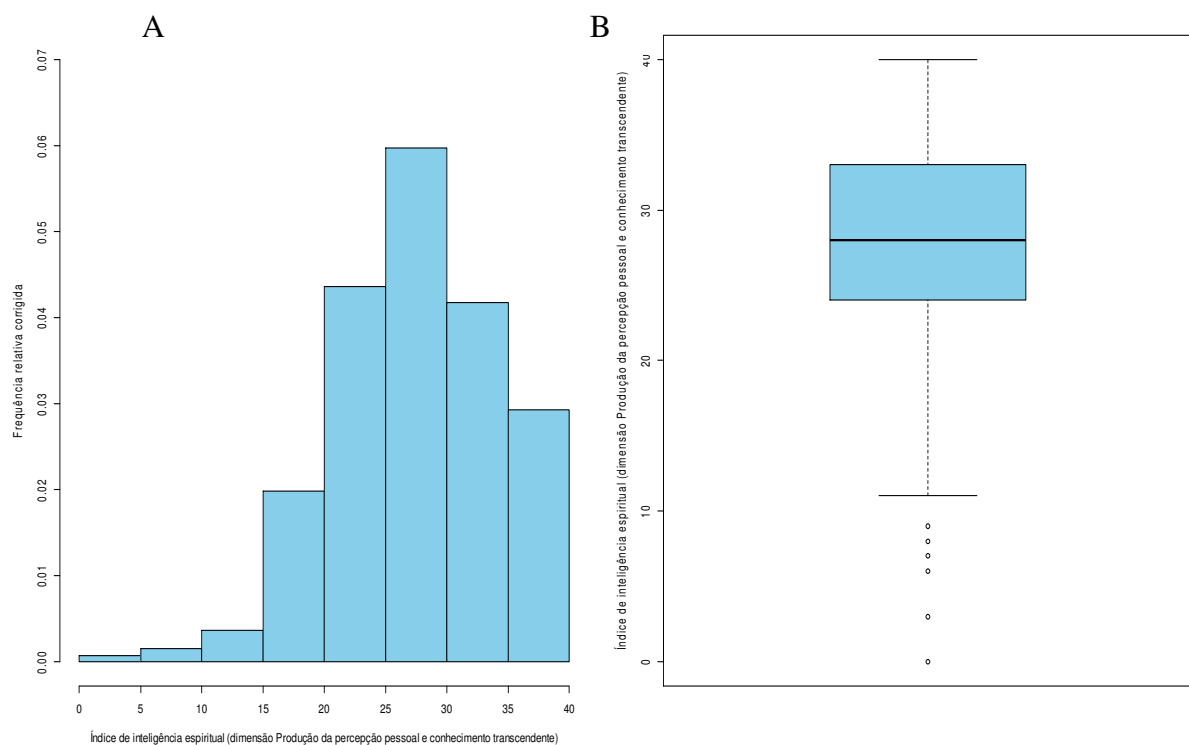 A
Frequência relativa corrigida
0.07
0.06
0.05
0.04
0.03
0.02
0.01
0.00
0 5 10 15 20 25 30 35 40
Índice de inteligência espiritual (dimensão Produção da percepção pessoal e conhecimento transcendente)
B
Índice de inteligência espiritual (dimensão Produção da percepção pessoal e conhecimento transcendente)
40
30
20
10
0